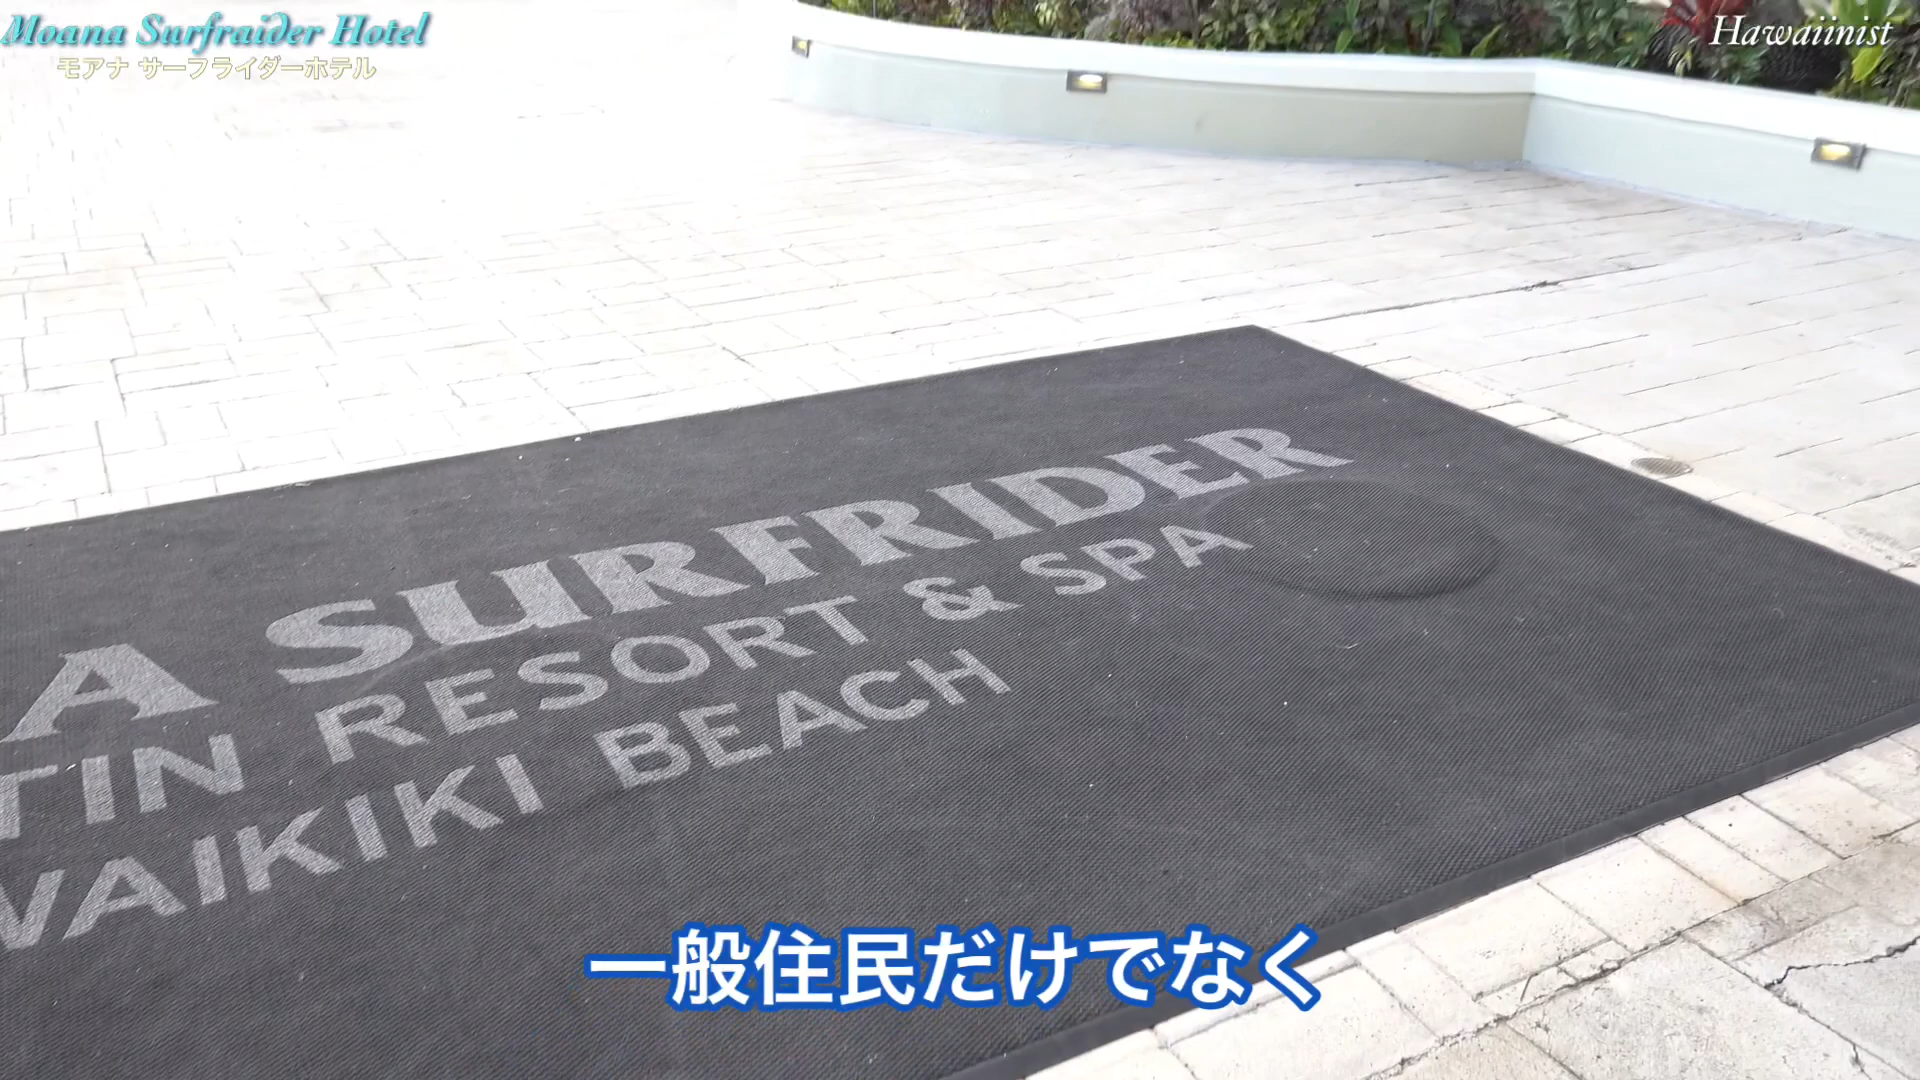 Moana Surfraider Hotel
モアナ サーフライダーホテル
Hawaiinist
A SURFRIDER
TIN RESORT & SPA
WAIKIKI BEACH
一般住民だけでなく